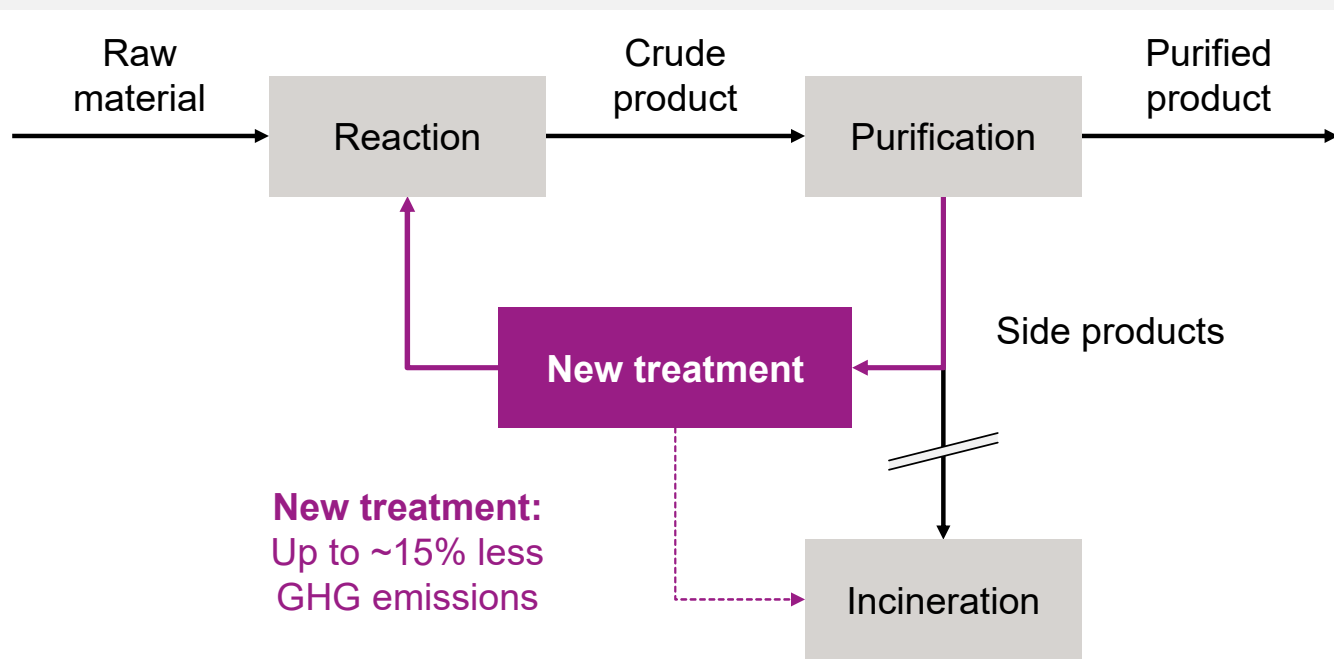 Raw
material
Reaction
Crude
product
Purification
Purified
product
New treatment
Side products
New treatment:
Up to ~15% less
GHG emissions
Incineration